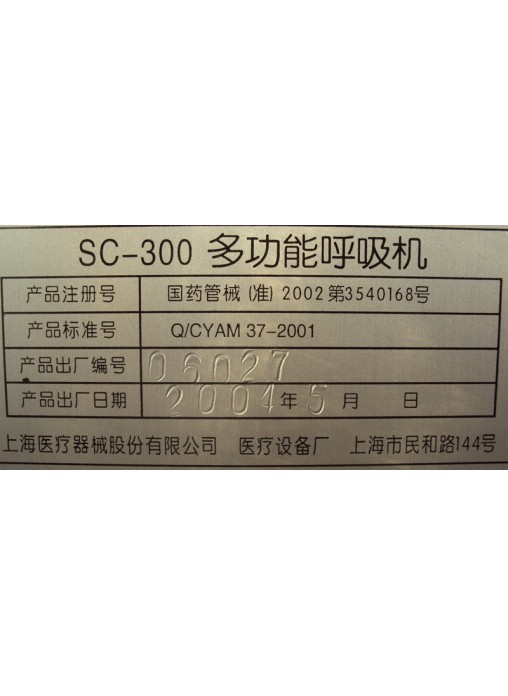 SC-300 多功能呼吸机
产品注册号 国药管械(准)2002第3540168号
产品标准号 Q/CYAM 37-2001
产品出厂编号 06027
产品出厂日期 2004年5月 日
上海医疗器械股份有限公司 医疗设备厂 上海市民和路144号